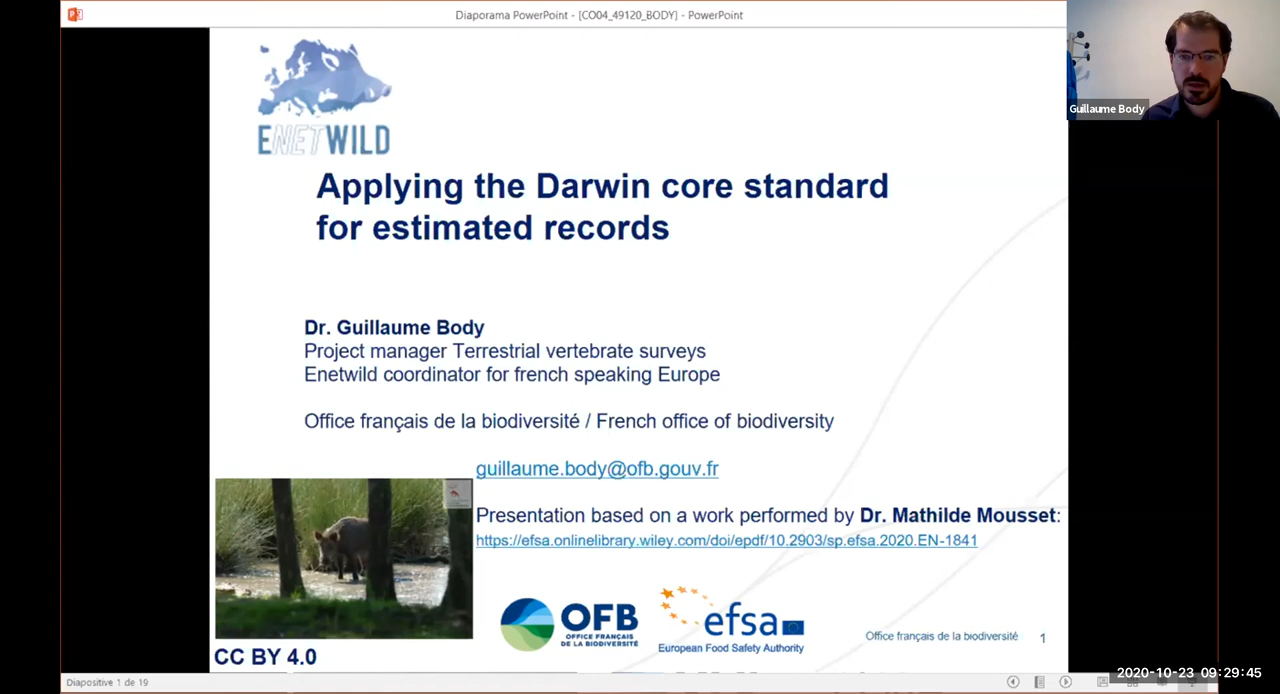 Diaporama PowerPoint - [CO04_49120_BODY] - PowerPoint
Guillaume Body
ENETWILD
Applying the Darwin core standard
for estimated records
Dr. Guillaume Body
Project manager Terrestrial vertebrate surveys
Enetwild coordinator for french speaking Europe
Office français de la biodiversité / French office of biodiversity
guillaume.body@ofb.gouv.fr
Presentation based on a work performed by Dr. Mathilde Mousset:
https://efsa.onlinelibrary.wiley.com/doi/epdf/10.2903/sp.efsa.2020.EN-1841
OFB
OFFICE FRANÇAIS
DE LA BIODIVERSITÉ
efsa
European Food Safety Authority
Office français de la biodiversité 1
CC BY 4.0
Diapositive 1 de 19
2020-10-23 09:29:45